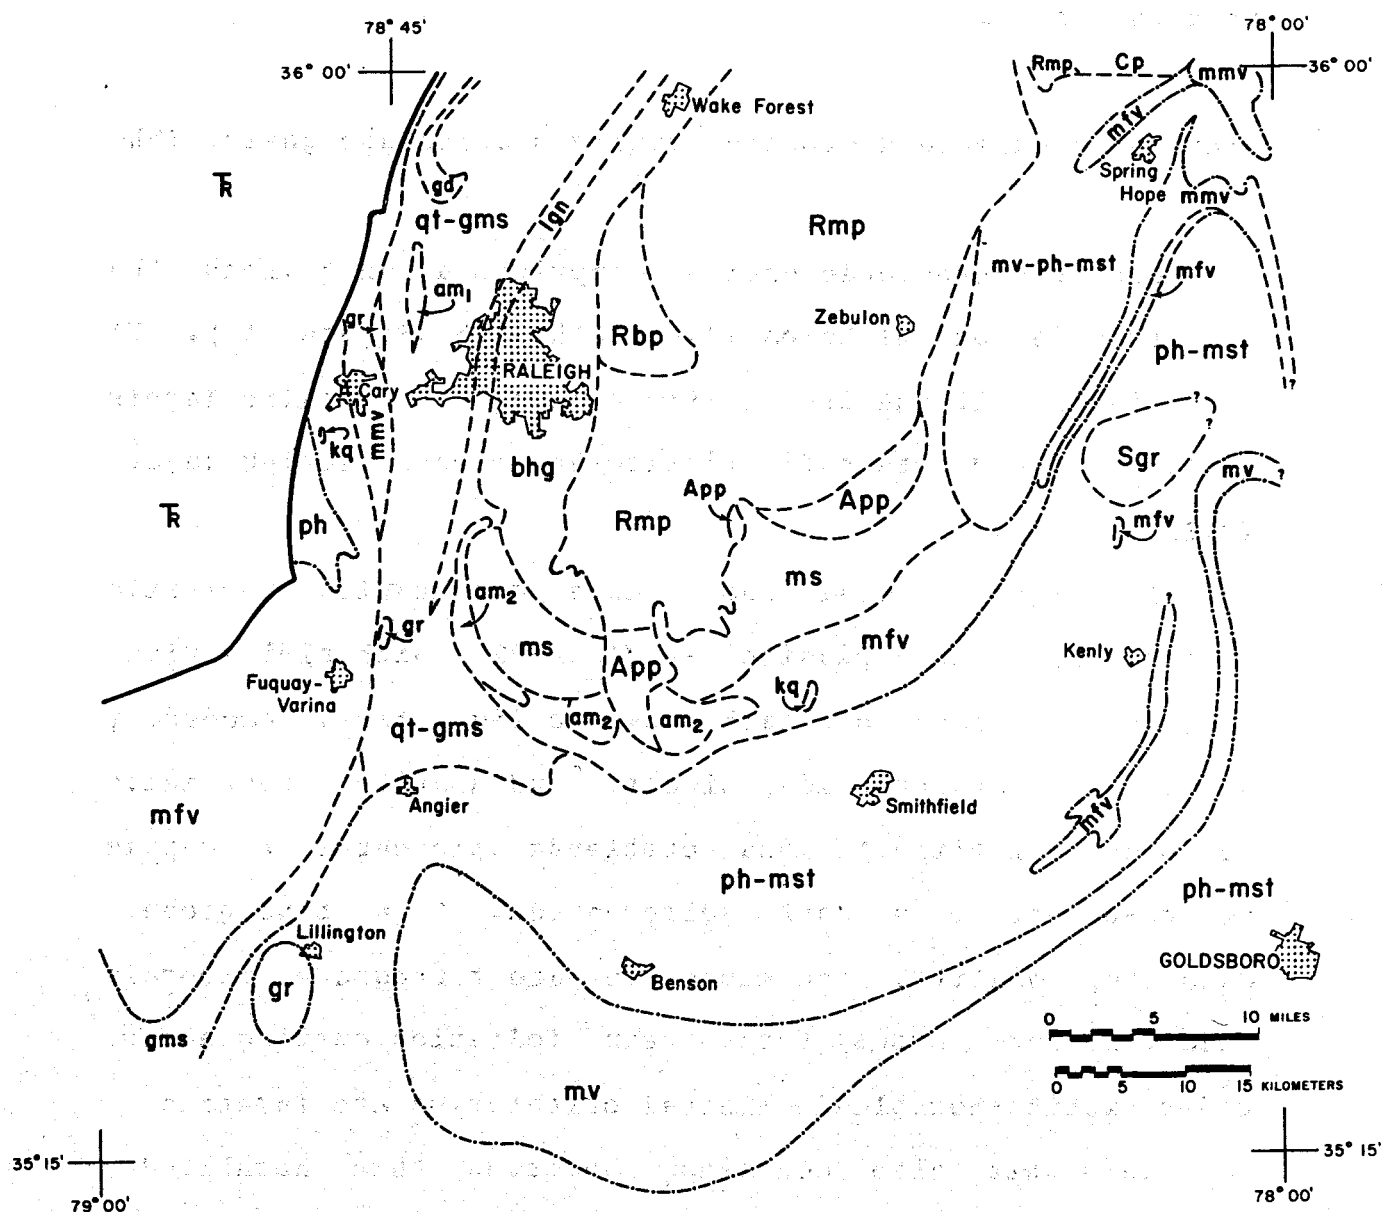 78° 45'
78° 00'
36° 00'
36° 00'
Rmp
Cp
mmv
Wake Forest
mfv
Spring
Hope
TR
gd
qt-gms
lgn
Rmp
mmv
mv-ph-mst
mfv
am1
gr
Rbp
Zebulon
ph-mst
RALEIGH
Cary
?
?
?
mmv
kq
bhg
Sgr
mv
?
App
App
TR
ph
Rmp
mfv
ms
am2
?
gr
ms
App
mfv
Kenly
Fuquay-
Varina
kq
am2
am2
qt-gms
Angier
Smithfield
mfv
mfv
ph-mst
ph-mst
Lillington
GOLDSBORO
gr
Benson
gms
0 5 10 MILES
0 5 10 15 KILOMETERS
mv
35° 15'
35° 15'
79° 00'
78° 00'